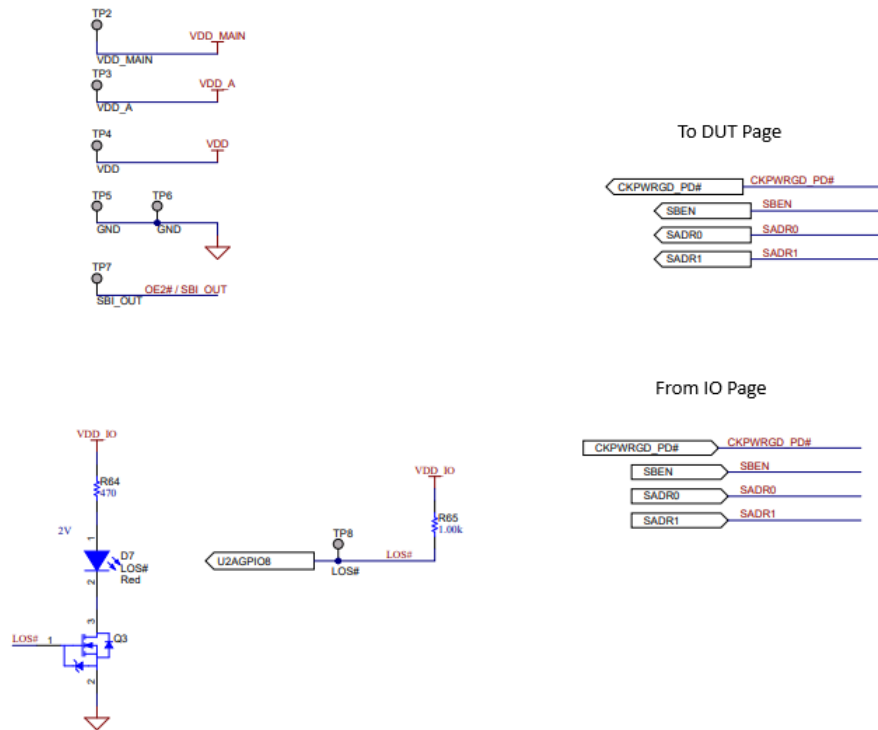 TP2
VDD_MAIN
VDD_MAIN
TP3
VDD_A
VDD_A
TP4
VDD
VDD
TP5
TP6
GND
GND
TP7
OE2# / SBI_OUT
SBI_OUT
To DUT Page
CKPWRGD_PD#
CKPWRGD_PD#
SBEN
SBEN
SADR0
SADR0
SADR1
SADR1
VDD_IO
R64
470
2V
1
D7
LOS#
Red
2
3
Q3
LOS#
1
2
VDD_IO
R65
1.00k
TP8
U2AGPIO8
LOS#
LOS#
From IO Page
CKPWRGD_PD#
CKPWRGD_PD#
SBEN
SBEN
SADR0
SADR0
SADR1
SADR1